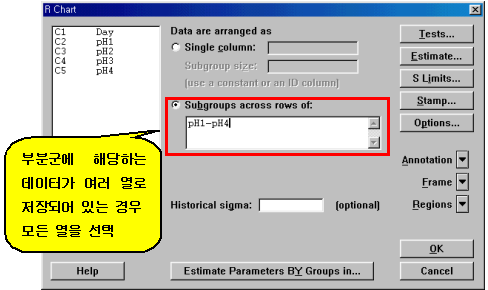 R Chart
C1 Day
C2 pH1
C3 pH2
C4 pH3
C5 pH4
Data are arranged as
Single column:
Subgroup size:
(use a constant or an ID column)
Subgroups across rows of:
pH1-pH4
Historical sigma: (optional)
Tests...
Estimate...
S Limits...
Stamp...
Options...
Annotation
Frame
Regions
부분군에 해당하는
데이터가 여러 열로
저장되어 있는 경우
모든 열을 선택
Help
Estimate Parameters BY Groups in...
OK
Cancel